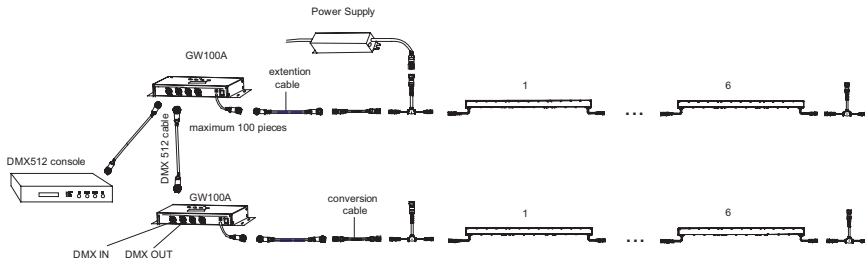 Power Supply
GW100A
extention
cable
1
6
maximum 100 pieces
DMX 512 cable
DMX512 console
GW100A
conversion
cable
1
6
DMX IN
DMX OUT